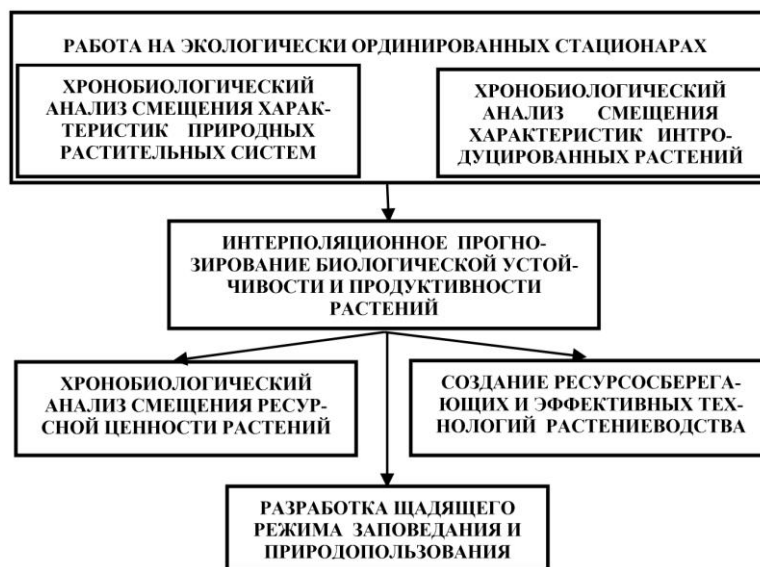 РАБОТА НА ЭКОЛОГИЧЕСКИ ОРДИНИРОВАННЫХ СТАЦИОНАРАХ
ХРОНОБИОЛОГИЧЕСКИЙ
АНАЛИЗ СМЕЩЕНИЯ ХАРАК-
ТЕРИСТИК ПРИРОДНЫХ
РАСТИТЕЛЬНЫХ СИСТЕМ
ХРОНОБИОЛОГИЧЕСКИЙ
АНАЛИЗ СМЕЩЕНИЯ
ХАРАКТЕРИСТИК ИНТРО-
ДУЦИРОВАННЫХ РАСТЕНИЙ
ИНТЕРПОЛЯЦИОННОЕ ПРОГНО-
ЗИРОВАНИЕ БИОЛОГИЧЕСКОЙ УСТОЙ-
ЧИВОСТИ И ПРОДУКТИВНОСТИ
РАСТЕНИЙ
ХРОНОБИОЛОГИЧЕСКИЙ
АНАЛИЗ СМЕЩЕНИЯ РЕСУР-
СНОЙ ЦЕННОСТИ РАСТЕНИЙ
СОЗДАНИЕ РЕСУРСОСБЕРЕГА-
ЮЩИХ И ЭФФЕКТИВНЫХ ТЕХ-
НОЛОГИЙ РАСТЕНИЕВОДСТВА
РАЗРАБОТКА ЩАДЯЩЕГО
РЕЖИМА ЗАПОВЕДАНИЯ И
ПРИРОДОПОЛЬЗОВАНИЯ